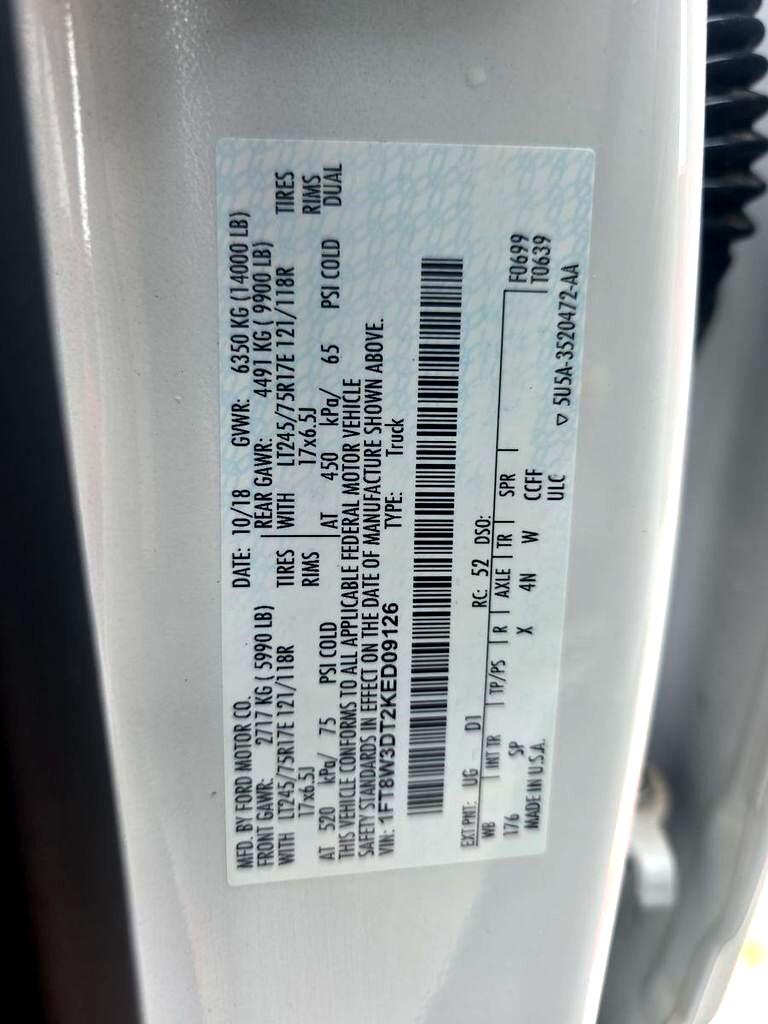 MFD. BY FORD MOTOR CO. DATE: 10/18 GVWR: 6350 KG (14000 LB)
FRONT GAWR: 2717 KG ( 5990 LB) REAR GAWR: 4491 KG ( 9900 LB)
WITH LT245/75R17E 121/118R TIRES WITH LT245/75R17E 121/118R TIRES
17x6.5J RIMS 17x6.5J RIMS
AT 520 kPa/ 75 PSI COLD AT 450 kPa/ 65 PSI COLD DUAL
THIS VEHICLE CONFORMS TO ALL APPLICABLE FEDERAL MOTOR VEHICLE
SAFETY STANDARDS IN EFFECT ON THE DATE OF MANUFACTURE SHOWN ABOVE.
VIN: 1FT8W3DT2KED09126 TYPE: Truck
EXT PNT: UG D1 RC: 52 DSO:
WB INT TR TP/PS R AXLE TR SPR F0699
176 SP X 4N W CCFF T0639
MADE IN U.S.A. ULC ▽ 5U5A-3520472-AA